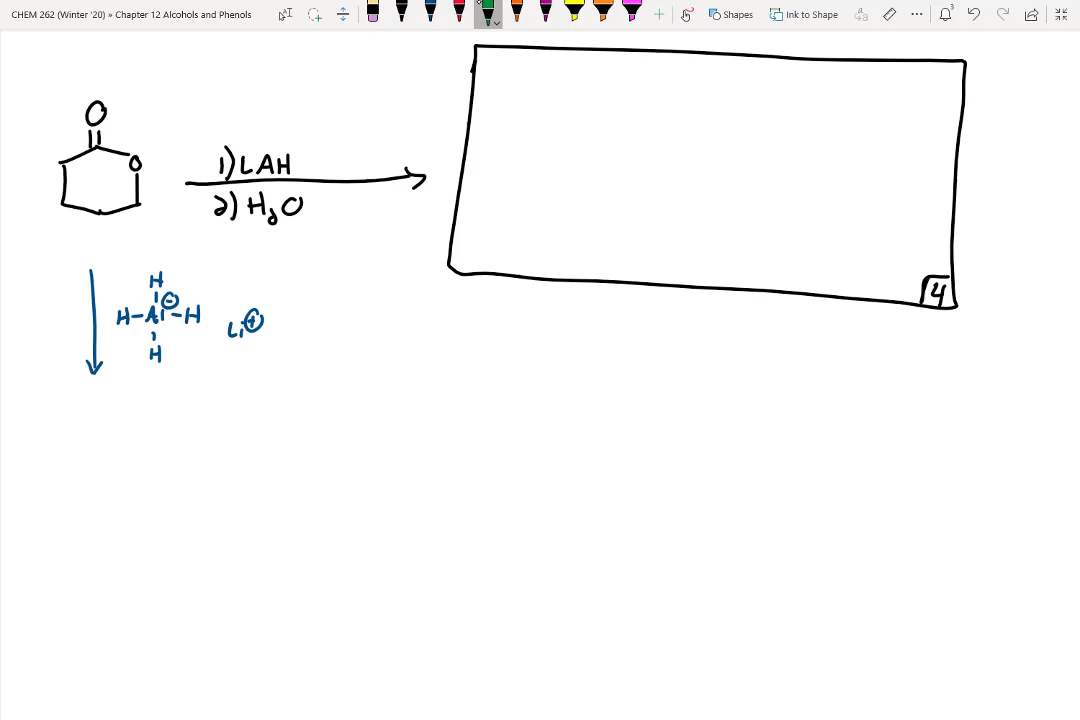 CHEM 262 (Winter '20) » Chapter 12 Alcohols and Phenols
Shapes
Ink to Shape
O
O
1) LAH
2) H₂O
4
H
H-Al⊖-H Li⊕
H